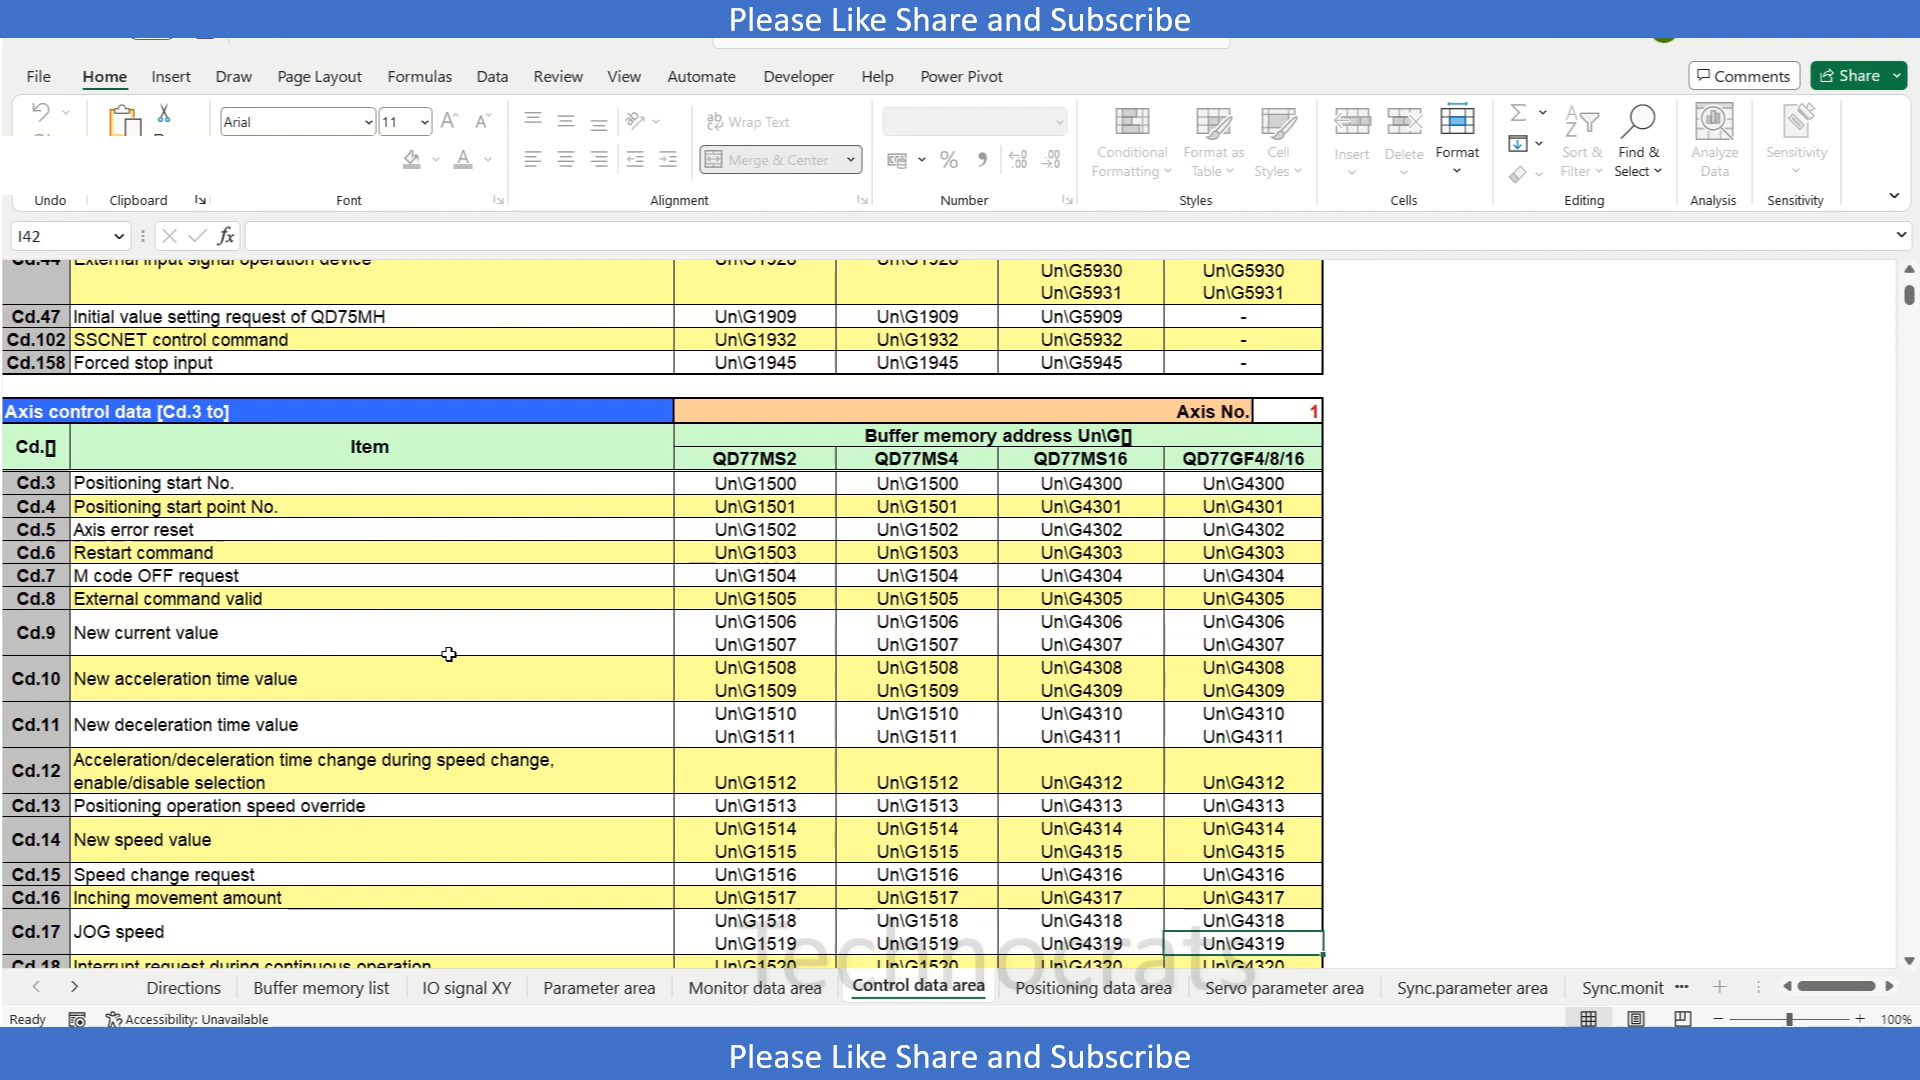 Please Like Share and Subscribe
File Home Insert Draw Page Layout Formulas Data Review View Automate Developer Help Power Pivot Comments Share
Arial 11 Wrap Text
Merge & Center
Conditional Formatting Format as Table Cell Styles Insert Delete Format Sort & Filter Find & Select Analyze Data Sensitivity
Undo Clipboard Font Alignment Number Styles Cells Editing Analysis Sensitivity
I42 fx
Cd.44 External input signal operation device Un\G1928 Un\G1928 Un\G5930 Un\G5930
Un\G5931 Un\G5931
Cd.47 Initial value setting request of QD75MH Un\G1909 Un\G1909 Un\G5909 -
Cd.102 SSCNET control command Un\G1932 Un\G1932 Un\G5932 -
Cd.158 Forced stop input Un\G1945 Un\G1945 Un\G5945 -
Axis control data [Cd.3 to] Axis No. 1
Cd.[] Item Buffer memory address Un\G[]
QD77MS2 QD77MS4 QD77MS16 QD77GF4/8/16
Cd.3 Positioning start No. Un\G1500 Un\G1500 Un\G4300 Un\G4300
Cd.4 Positioning start point No. Un\G1501 Un\G1501 Un\G4301 Un\G4301
Cd.5 Axis error reset Un\G1502 Un\G1502 Un\G4302 Un\G4302
Cd.6 Restart command Un\G1503 Un\G1503 Un\G4303 Un\G4303
Cd.7 M code OFF request Un\G1504 Un\G1504 Un\G4304 Un\G4304
Cd.8 External command valid Un\G1505 Un\G1505 Un\G4305 Un\G4305
Cd.9 New current value Un\G1506 Un\G1506 Un\G4306 Un\G4306
Un\G1507 Un\G1507 Un\G4307 Un\G4307
Cd.10 New acceleration time value Un\G1508 Un\G1508 Un\G4308 Un\G4308
Un\G1509 Un\G1509 Un\G4309 Un\G4309
Cd.11 New deceleration time value Un\G1510 Un\G1510 Un\G4310 Un\G4310
Un\G1511 Un\G1511 Un\G4311 Un\G4311
Cd.12 Acceleration/deceleration time change during speed change,
enable/disable selection Un\G1512 Un\G1512 Un\G4312 Un\G4312
Cd.13 Positioning operation speed override Un\G1513 Un\G1513 Un\G4313 Un\G4313
Cd.14 New speed value Un\G1514 Un\G1514 Un\G4314 Un\G4314
Un\G1515 Un\G1515 Un\G4315 Un\G4315
Cd.15 Speed change request Un\G1516 Un\G1516 Un\G4316 Un\G4316
Cd.16 Inching movement amount Un\G1517 Un\G1517 Un\G4317 Un\G4317
Cd.17 JOG speed Un\G1518 Un\G1518 Un\G4318 Un\G4318
Un\G1519 Un\G1519 Un\G4319 Un\G4319
Cd.18 Interrupt request during continuous operation Un\G1520 Un\G1520 Un\G4320 Un\G4320
Technocrats
Directions Buffer memory list IO signal XY Parameter area Monitor data area Control data area Positioning data area Servo parameter area Sync.parameter area Sync.monit ...
Ready Accessibility: Unavailable 100%
Please Like Share and Subscribe